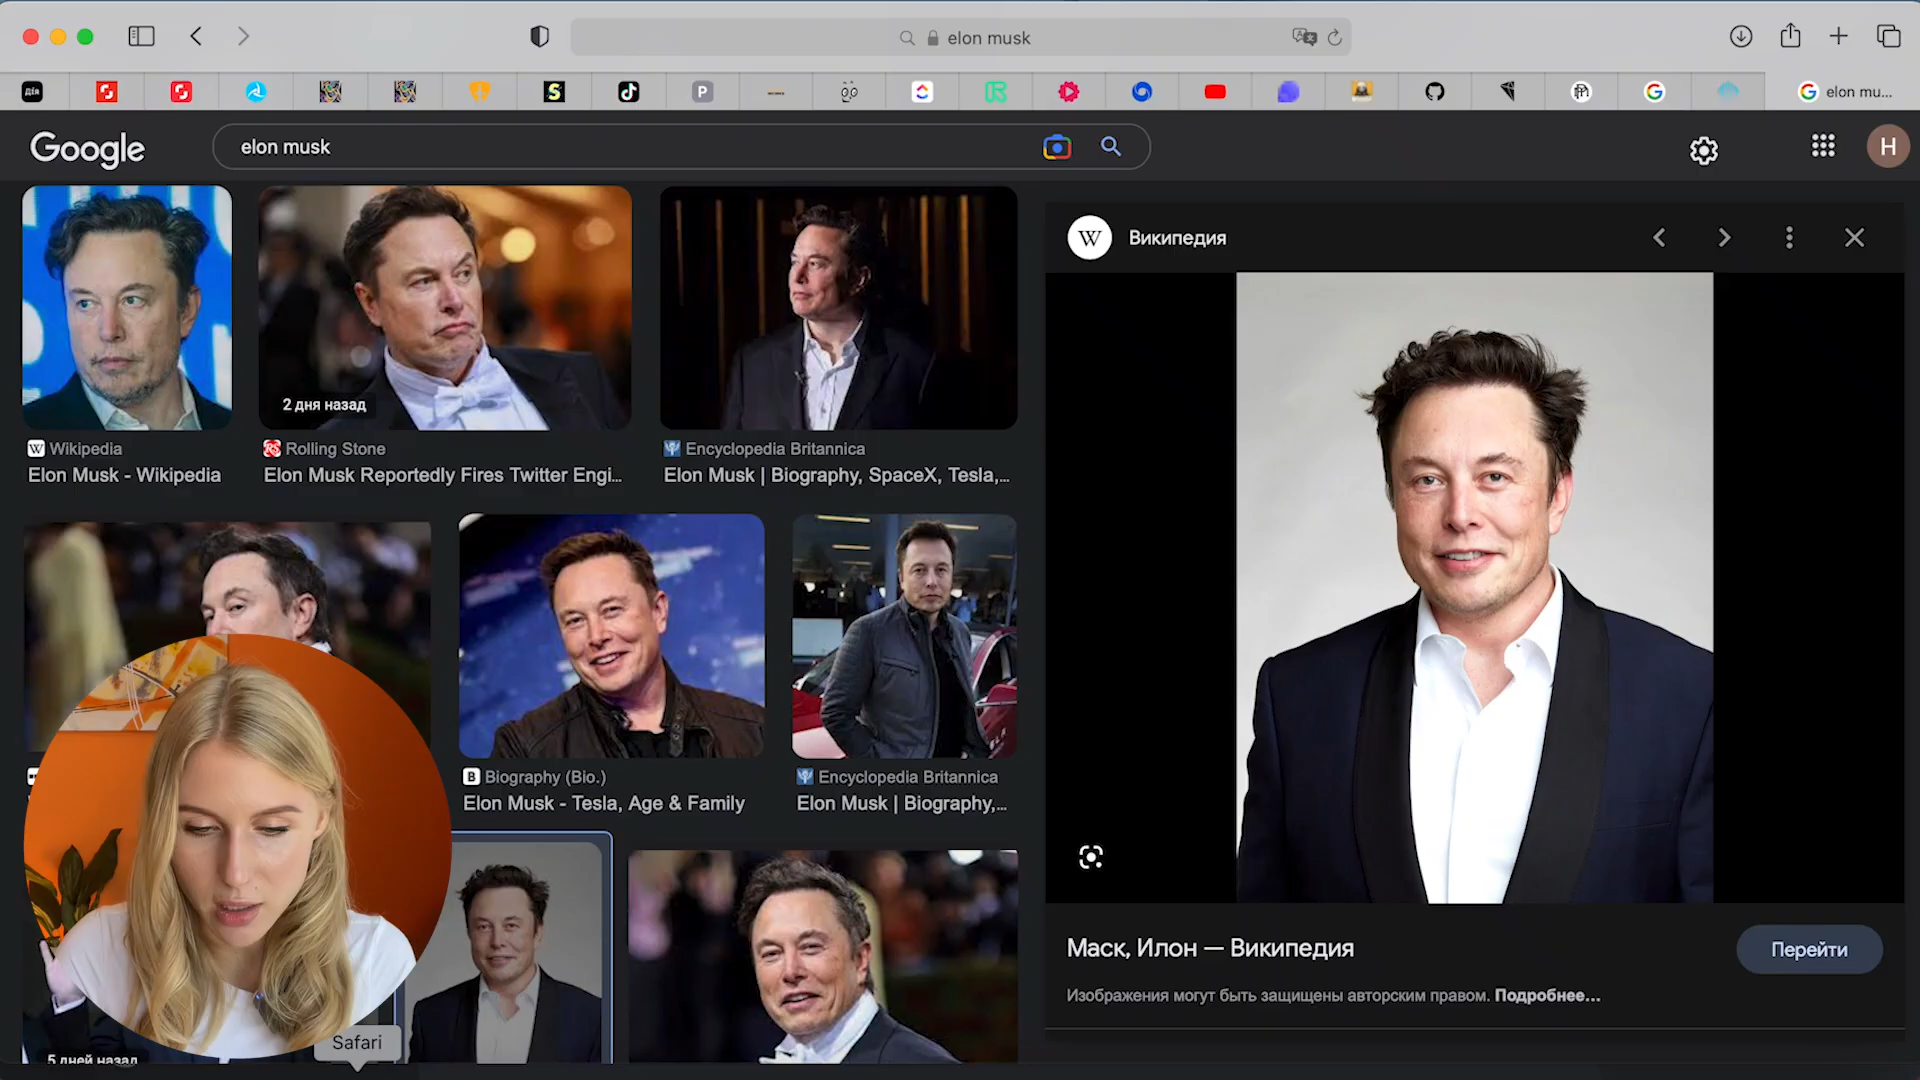 elon musk
Дія
S
P
elon mu...
Google
elon musk
H
2 дня назад
Wikipedia
Elon Musk - Wikipedia
Rolling Stone
Elon Musk Reportedly Fires Twitter Engi...
Encyclopedia Britannica
Elon Musk | Biography, SpaceX, Tesla,...
W Википедия
B Biography (Bio.)
Elon Musk - Tesla, Age & Family
Encyclopedia Britannica
Elon Musk | Biography,...
5 дней назад
Safari
Маск, Илон — Википедия
Перейти
Изображения могут быть защищены авторским правом. Подробнее...